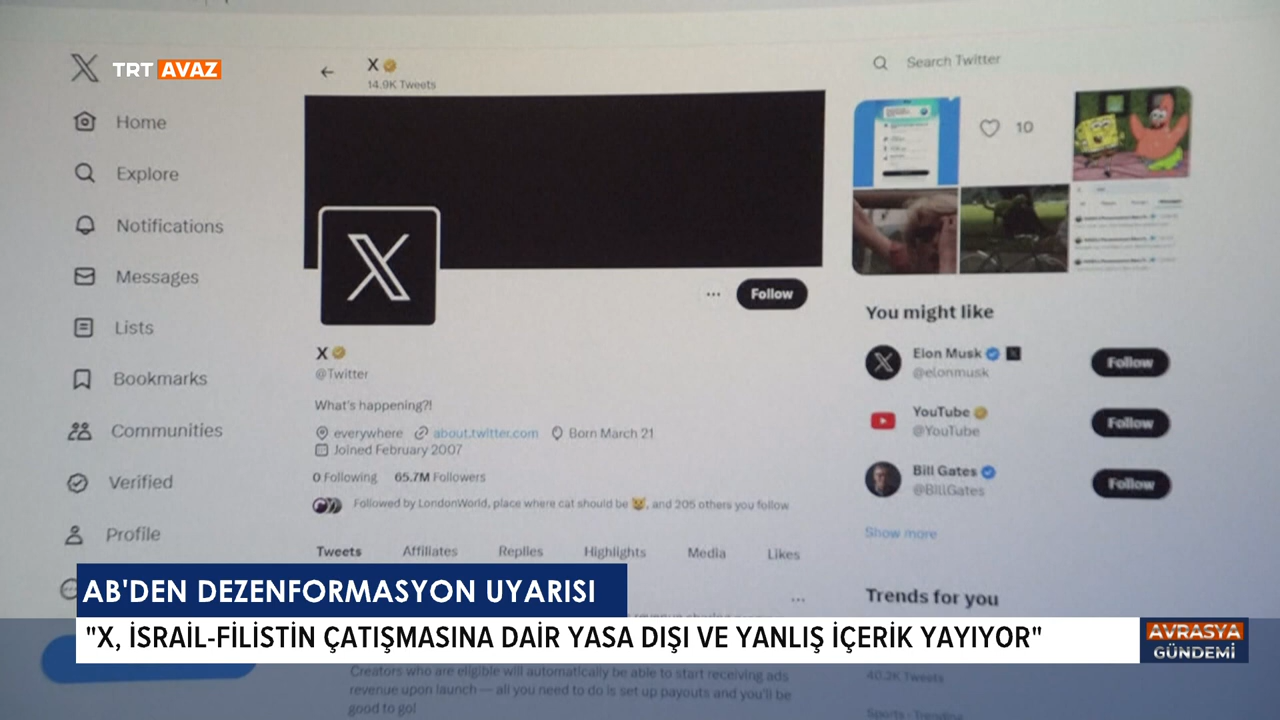 TRT AVAZ
X
14.9K Tweets
Search Twitter
Home
Explore
Notifications
Messages
Lists
Bookmarks
Communities
Verified
Profile
10
Follow
X
@Twitter
What's happening?!
everywhere about.twitter.com Born March 21
Joined February 2007
0 Following 65.7M Followers
Followed by LondonWorld, place where cat should be 😼, and 205 others you follow
Tweets Affiliates Replies Highlights Media Likes
You might like
Elon Musk
@elonmusk
Follow
YouTube
@YouTube
Follow
Bill Gates
@BillGates
Follow
Show more
Trends for you
AB'DEN DEZENFORMASYON UYARISI
"X, İSRAİL-FİLİSTİN ÇATIŞMASINA DAİR YASA DIŞI VE YANLIŞ İÇERİK YAYIYOR"
AVRASYA
GÜNDEMİ
Creators who are eligible will automatically be able to start receiving ads
revenue upon launch — all you need to do is set up payouts and you'll be
good to go!
40.2K Tweets
Sports · Trending